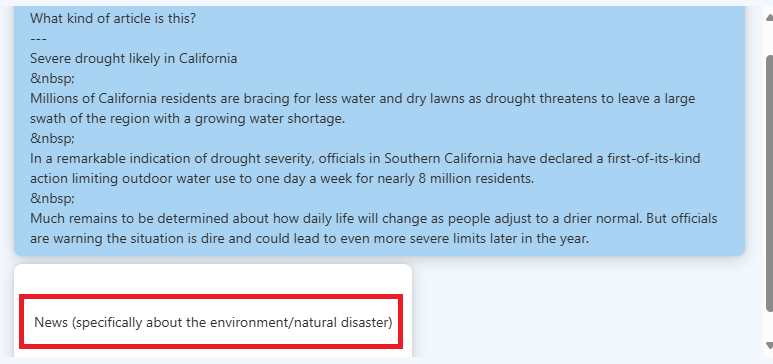 What kind of article is this?
---
Severe drought likely in California
&nbsp;
Millions of California residents are bracing for less water and dry lawns as drought threatens to leave a large
swath of the region with a growing water shortage.
&nbsp;
In a remarkable indication of drought severity, officials in Southern California have declared a first-of-its-kind
action limiting outdoor water use to one day a week for nearly 8 million residents.
&nbsp;
Much remains to be determined about how daily life will change as people adjust to a drier normal. But officials
are warning the situation is dire and could lead to even more severe limits later in the year.
News (specifically about the environment/natural disaster)